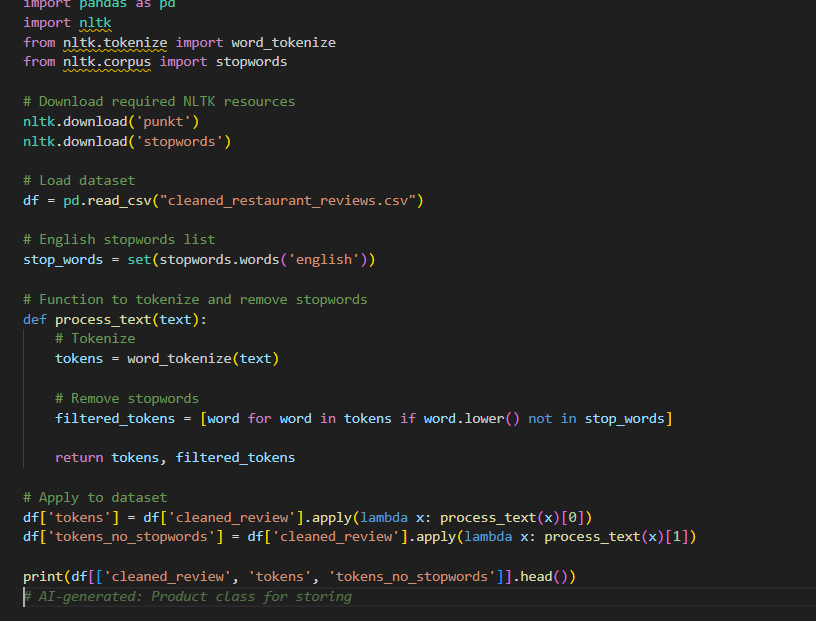 import pandas as pd
import nltk
from nltk.tokenize import word_tokenize
from nltk.corpus import stopwords
# Download required NLTK resources
nltk.download('punkt')
nltk.download('stopwords')
# Load dataset
df = pd.read_csv("cleaned_restaurant_reviews.csv")
# English stopwords list
stop_words = set(stopwords.words('english'))
# Function to tokenize and remove stopwords
def process_text(text):
    # Tokenize
    tokens = word_tokenize(text)
    # Remove stopwords
    filtered_tokens = [word for word in tokens if word.lower() not in stop_words]
    return tokens, filtered_tokens
# Apply to dataset
df['tokens'] = df['cleaned_review'].apply(lambda x: process_text(x)[0])
df['tokens_no_stopwords'] = df['cleaned_review'].apply(lambda x: process_text(x)[1])
print(df[['cleaned_review', 'tokens', 'tokens_no_stopwords']].head())
# AI-generated: Product class for storing